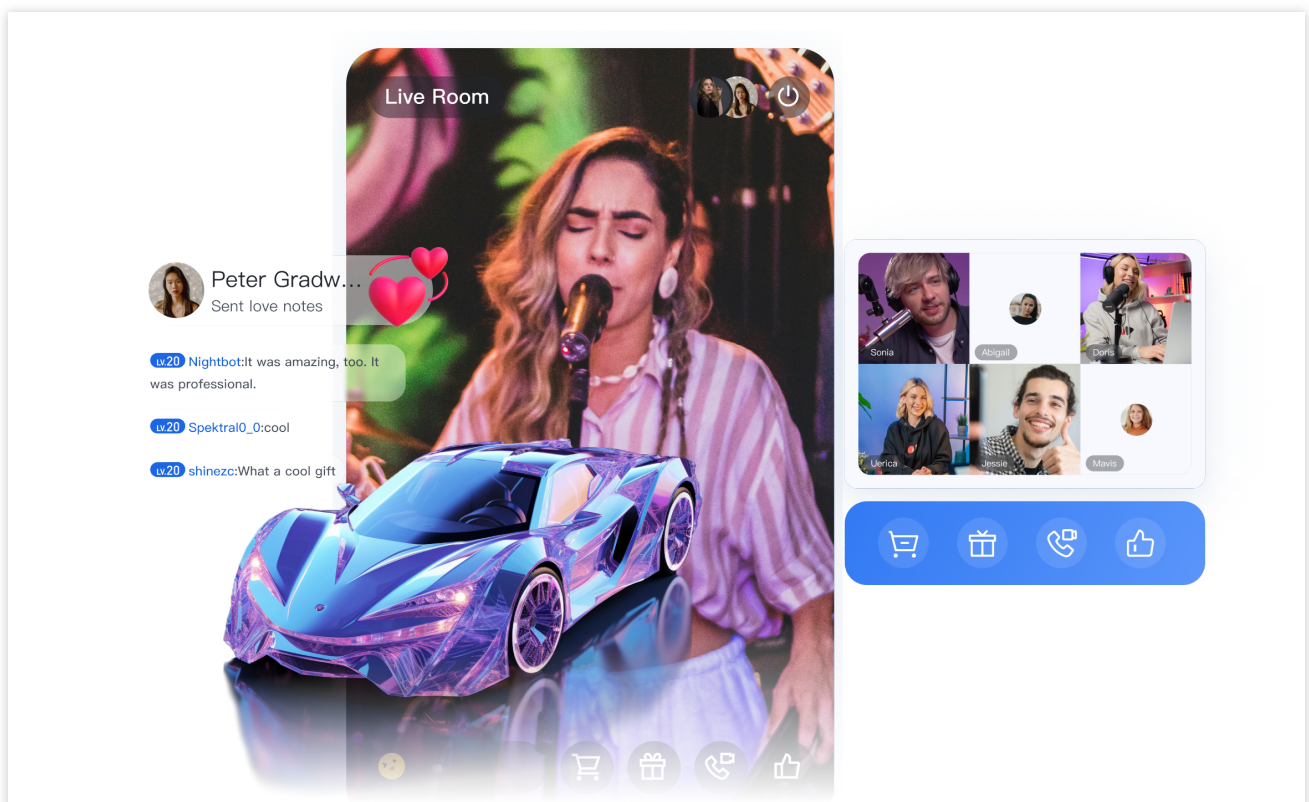 Live Room
Peter Gradw...
Sent love notes
Lv.20 Nightbot:It was amazing, too. It
was professional.
Lv.20 Spektral0_0:cool
Lv.20 shinezc:What a cool gift
Sonia
Abigail
Doris
Uerica
Jessie
Mavis